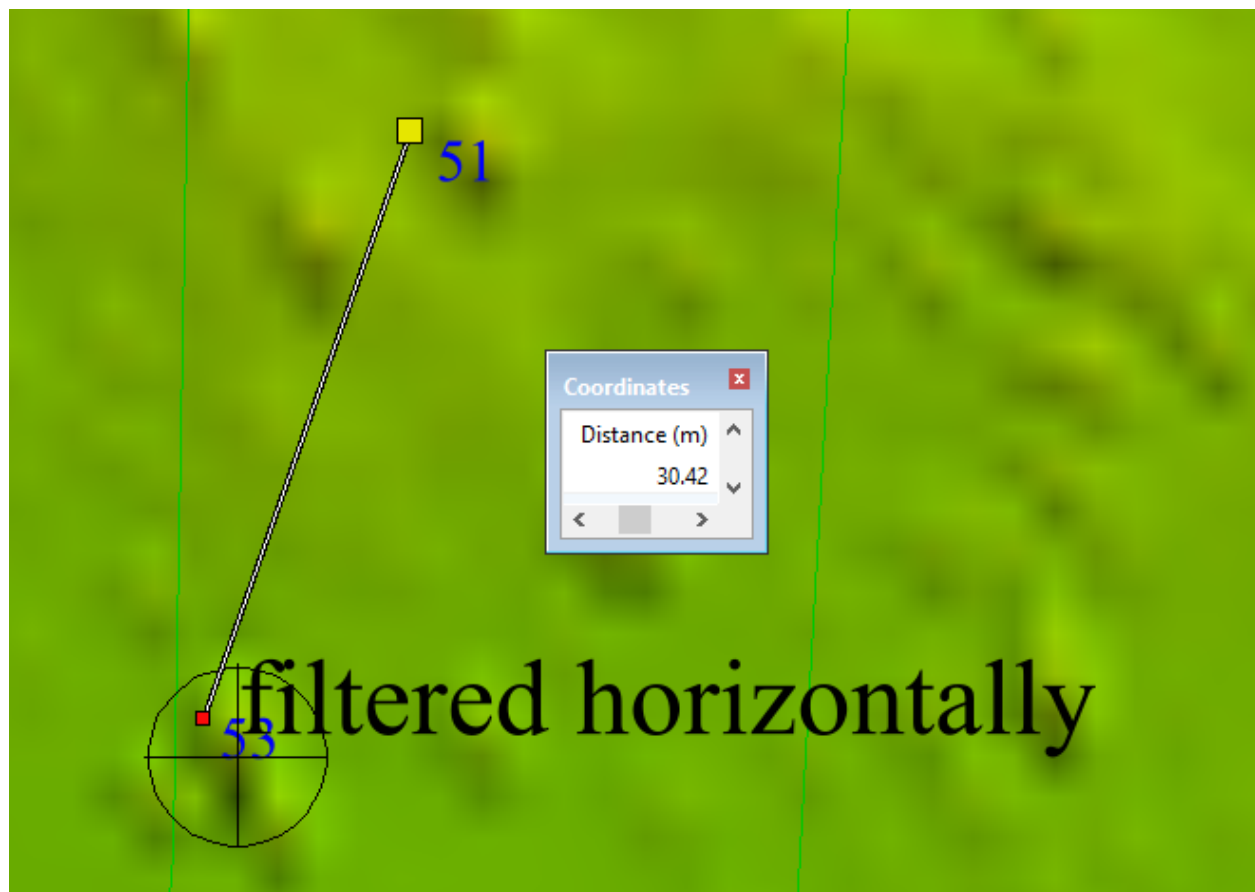 51
Coordinates
Distance (m)
30.42
filtered horizontally
53